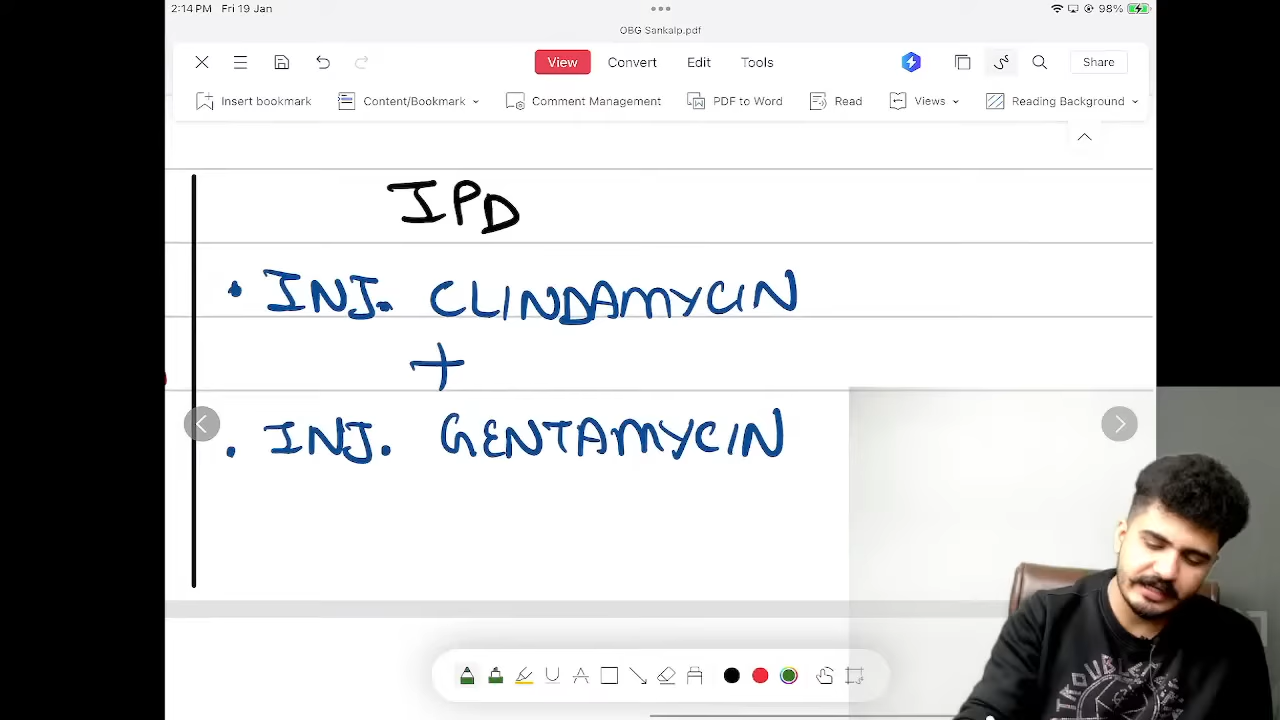 2:14 PM Fri 19 Jan
98%
OBG Sankalp.pdf
View Convert Edit Tools Share
Insert bookmark Content/Bookmark Comment Management PDF to Word Read Views Reading Background
IPD
• INJ. CLINDAMYCIN
+
• INJ. GENTAMYCIN